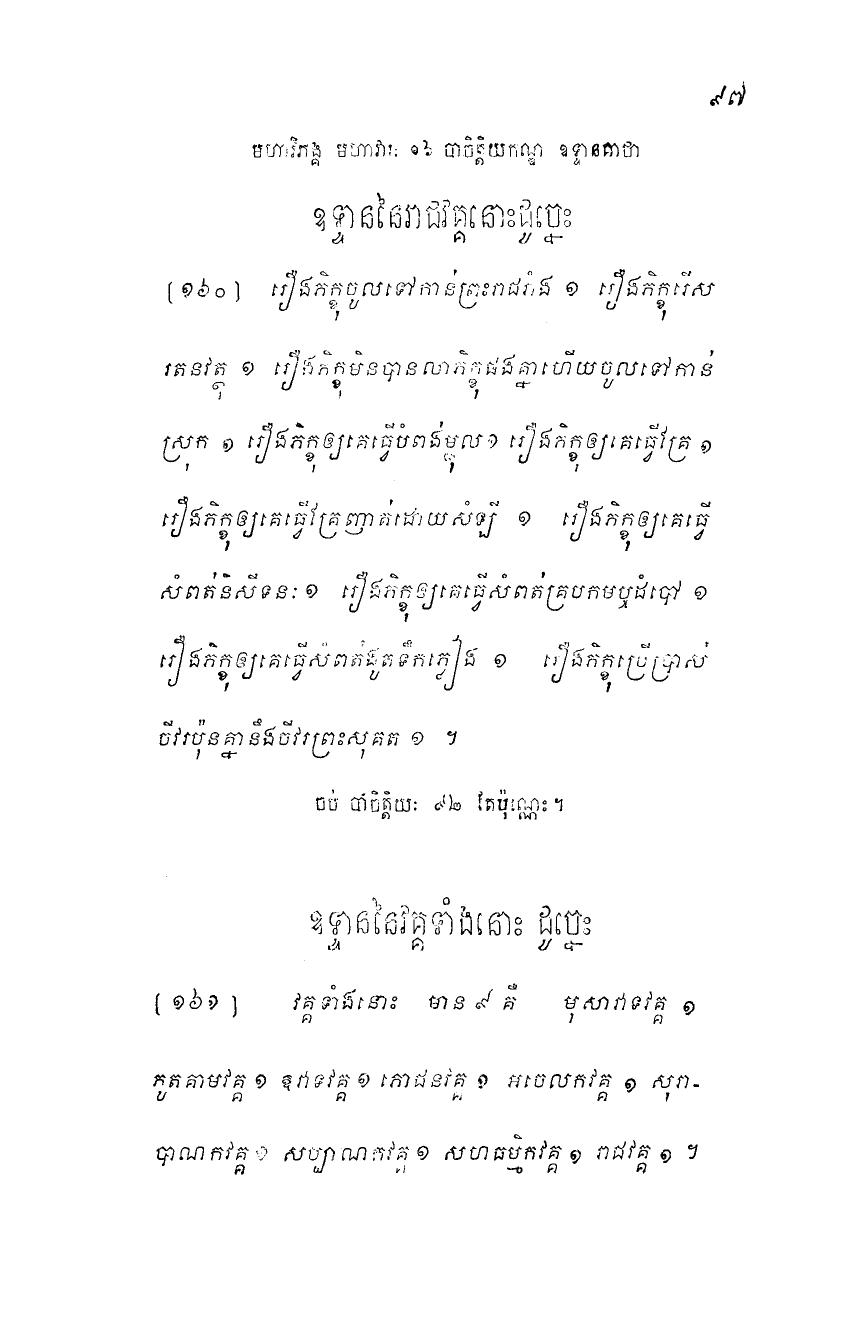 ៩៧
មហាវិភង្គ មហាវារៈ ១៦ បាចិត្តិយកណ្ឌ ឧទ្ទានគាថា
ឧទ្ទាននៃរាជវគ្គនោះដូច្នេះ
[១៦០] រឿងភិក្ខុចូលទៅកាន់ព្រះរាជរាំង ១ រឿងភិក្ខុរើស
រតនវត្ថុ ១ រឿងភិក្ខុមិនបានលាភិក្ខុផងគ្នាហើយចូលទៅកាន់
ស្រុក ១ រឿងភិក្ខុឲ្យគេធ្វើបំពង់ម្ជុល ១ រឿងភិក្ខុឲ្យគេធ្វើគ្រែ ១
រឿងភិក្ខុឲ្យគេធ្វើគ្រែញាត់ដោយសំឡី ១ រឿងភិក្ខុឲ្យគេធ្វើ
សំពត់និសីទនៈ ១ រឿងភិក្ខុឲ្យគេធ្វើសំពត់គ្របកមឬដំបៅ ១
រឿងភិក្ខុឲ្យគេធ្វើសំពត់ងូតទឹកភ្លៀង ១ រឿងភិក្ខុប្រើប្រាស់
ចីវរប៉ុនគ្នានឹងចីវរព្រះសុគត ១ ។
ចប់ បាចិត្តិយៈ ៩២ តែប៉ុណ្ណេះ។
ឧទ្ទាននៃវគ្គទាំងនោះ ដូច្នេះ
[១៦១] វគ្គទាំងនោះ មាន ៩ គឺ មុសាវាទវគ្គ ១
ភូតគាមវគ្គ ១ ឱវាទវគ្គ ១ ភោជនវគ្គ ១ អចេលកវគ្គ ១ សុរា-
បាណកវគ្គ ១ សប្បាណកវគ្គ ១ សហធម្មិកវគ្គ ១ រាជវគ្គ ១ ។